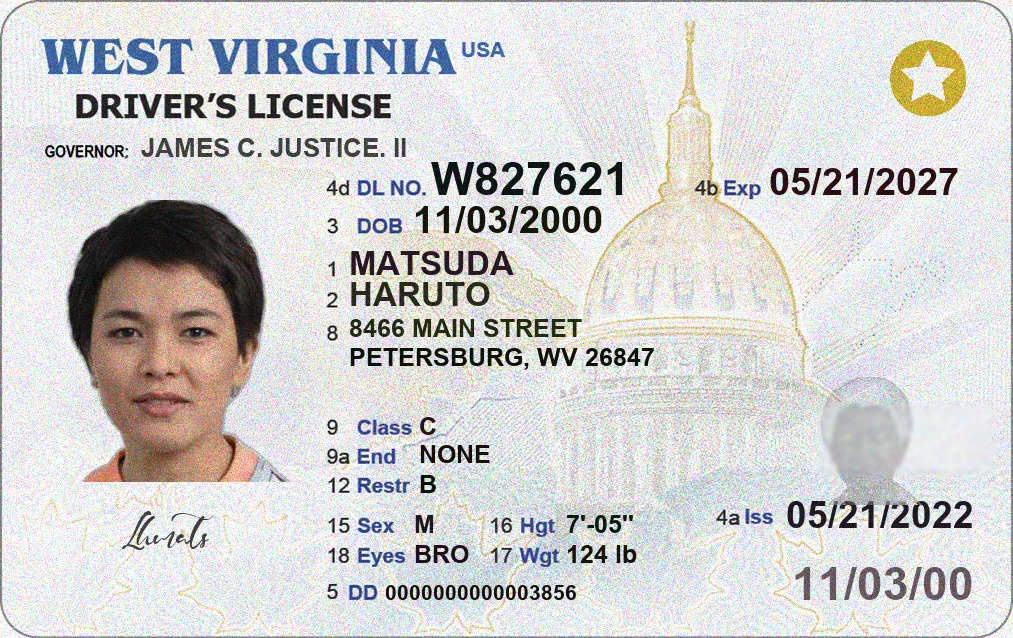 WEST VIRGINIA USA
DRIVER'S LICENSE
GOVERNOR: JAMES C. JUSTICE. II
4d DL NO. W827621 4b Exp 05/21/2027
3 DOB 11/03/2000
1 MATSUDA
2 HARUTO
8 8466 MAIN STREET
PETERSBURG, WV 26847
9 Class C
9a End NONE
12 Restr B
15 Sex M 16 Hgt 7'-05" 4a Iss 05/21/2022
18 Eyes BRO 17 Wgt 124 lb
5 DD 0000000000003856
11/03/00